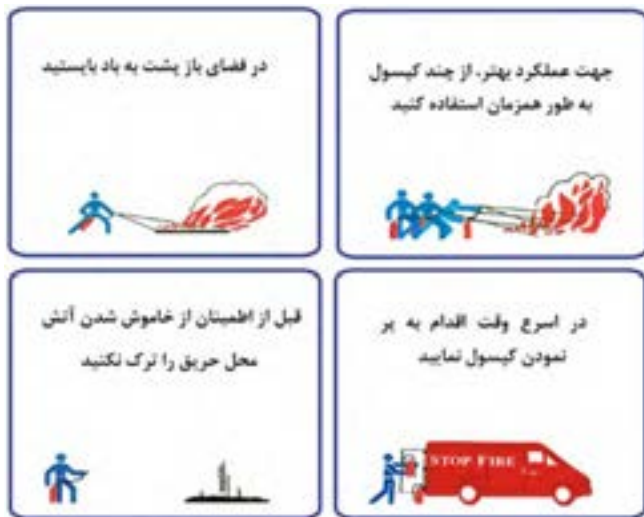 جهت عملکرد بهتر، از چند کپسول
به طور همزمان استفاده کنید
در فضای باز پشت به باد بایستید
در اسرع وقت اقدام به پر
نمودن کپسول نمایید
STOP FIRE
قبل از اطمینان از خاموش شدن آتش
محل حریق را ترک نکنید